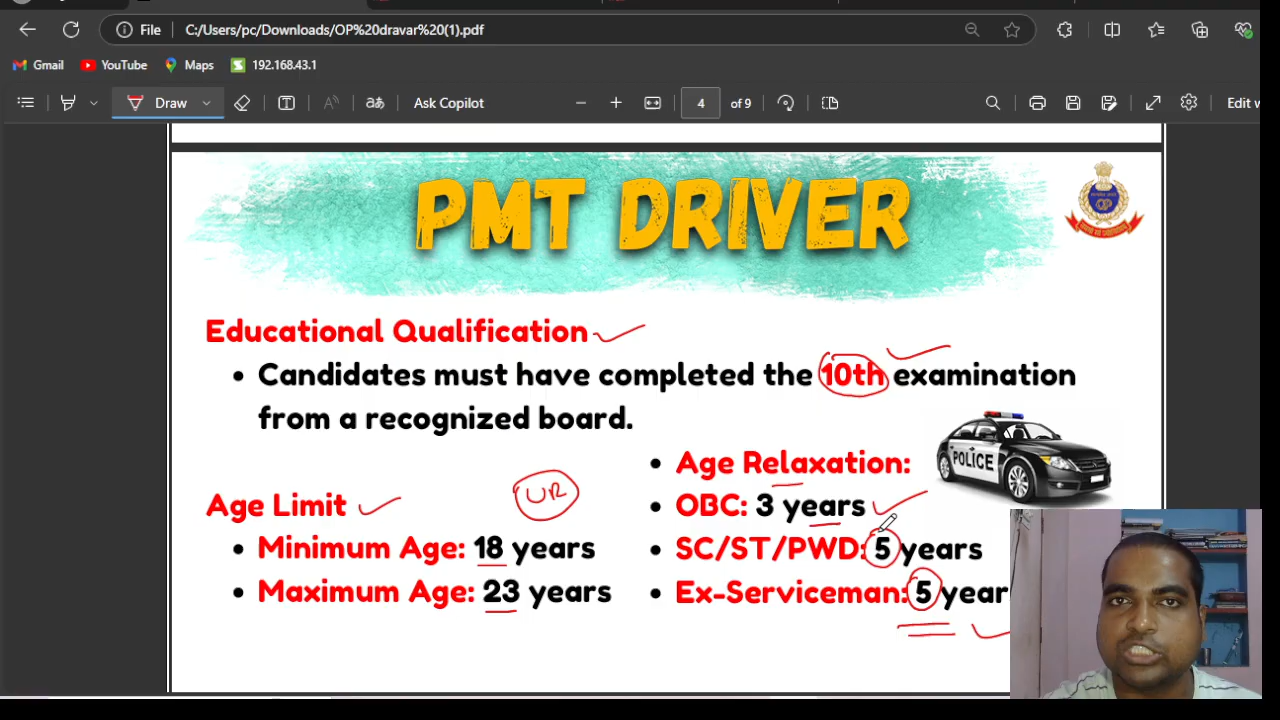 File C:/Users/pc/Downloads/OP%20dravar%20(1).pdf
Gmail YouTube Maps 192.168.43.1
Draw aあ Ask Copilot 4 of 9 Edit w
PMT DRIVER
OP
Educational Qualification
Candidates must have completed the 10th examination
from a recognized board.
Age Limit
UR
Minimum Age: 18 years
Maximum Age: 23 years
Age Relaxation:
OBC: 3 years
SC/ST/PWD: 5 years
Ex-Serviceman: 5 year
POLICE